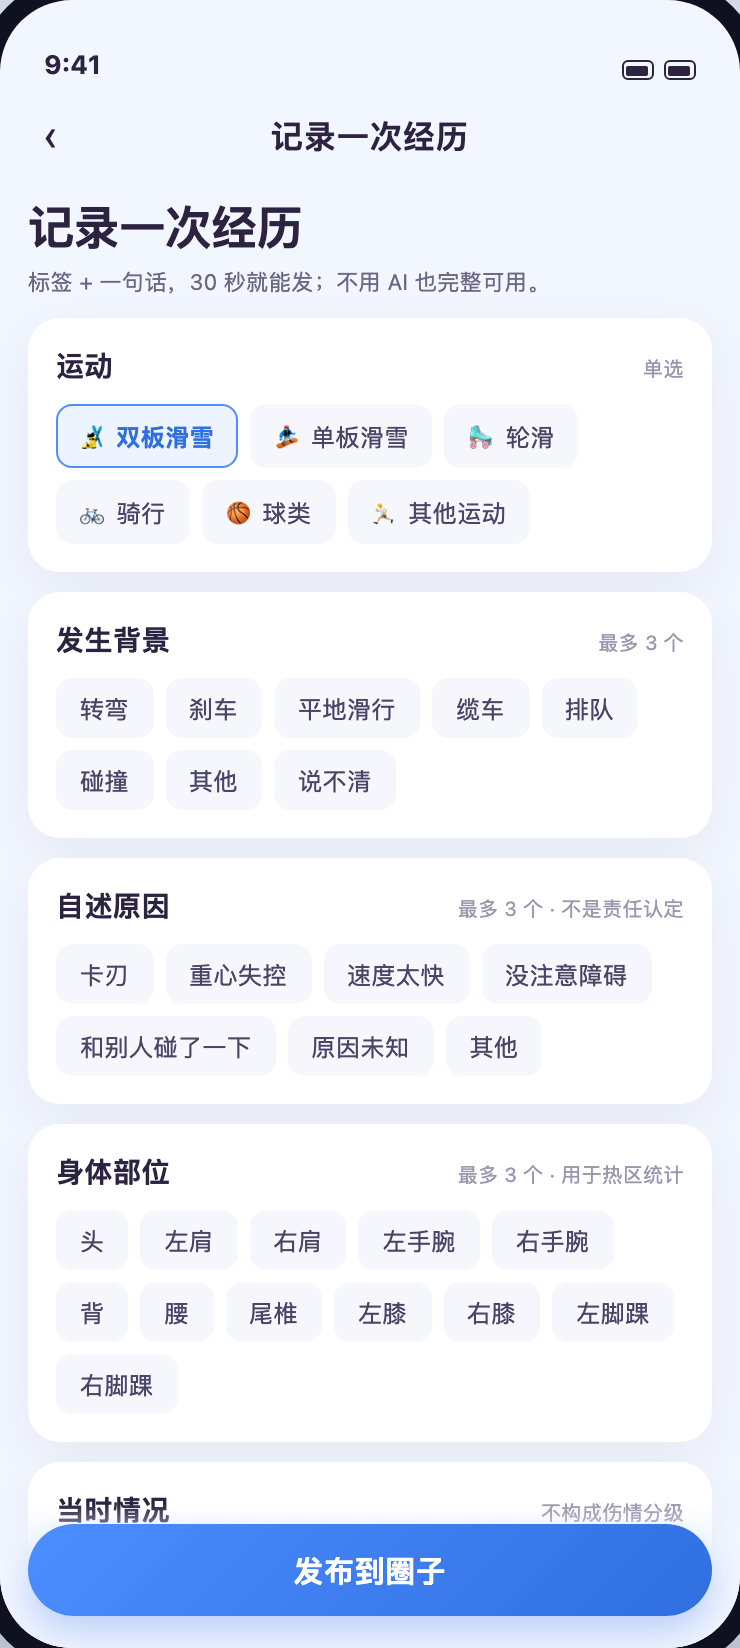 9:41
‹ 记录一次经历
记录一次经历
标签 + 一句话，30 秒就能发；不用 AI 也完整可用。
运动 单选
双板滑雪 单板滑雪 轮滑
骑行 球类 其他运动
发生背景 最多 3 个
转弯 刹车 平地滑行 缆车 排队
碰撞 其他 说不清
自述原因 最多 3 个 · 不是责任认定
卡刃 重心失控 速度太快 没注意障碍
和别人碰了一下 原因未知 其他
身体部位 最多 3 个 · 用于热区统计
头 左肩 右肩 左手腕 右手腕
背 腰 尾椎 左膝 右膝 左脚踝
右脚踝
当时情况 不构成伤情分级
发布到圈子